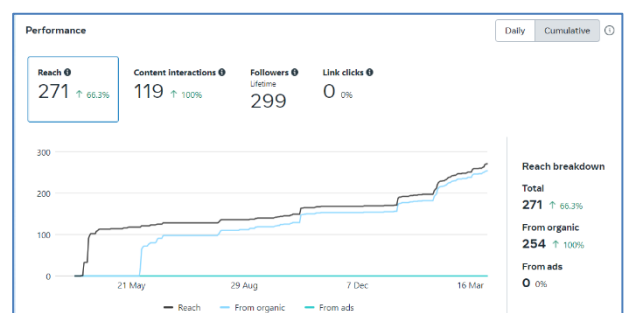 Performance
Daily Cumulative
Reach
271 ↑ 66.3%
Content interactions
119 ↑ 100%
Followers
Lifetime
299
Link clicks
0 0%
300
200
100
0
21 May 29 Aug 7 Dec 16 Mar
Reach From organic From ads
Reach breakdown
Total
271 ↑ 66.3%
From organic
254 ↑ 100%
From ads
0 0%